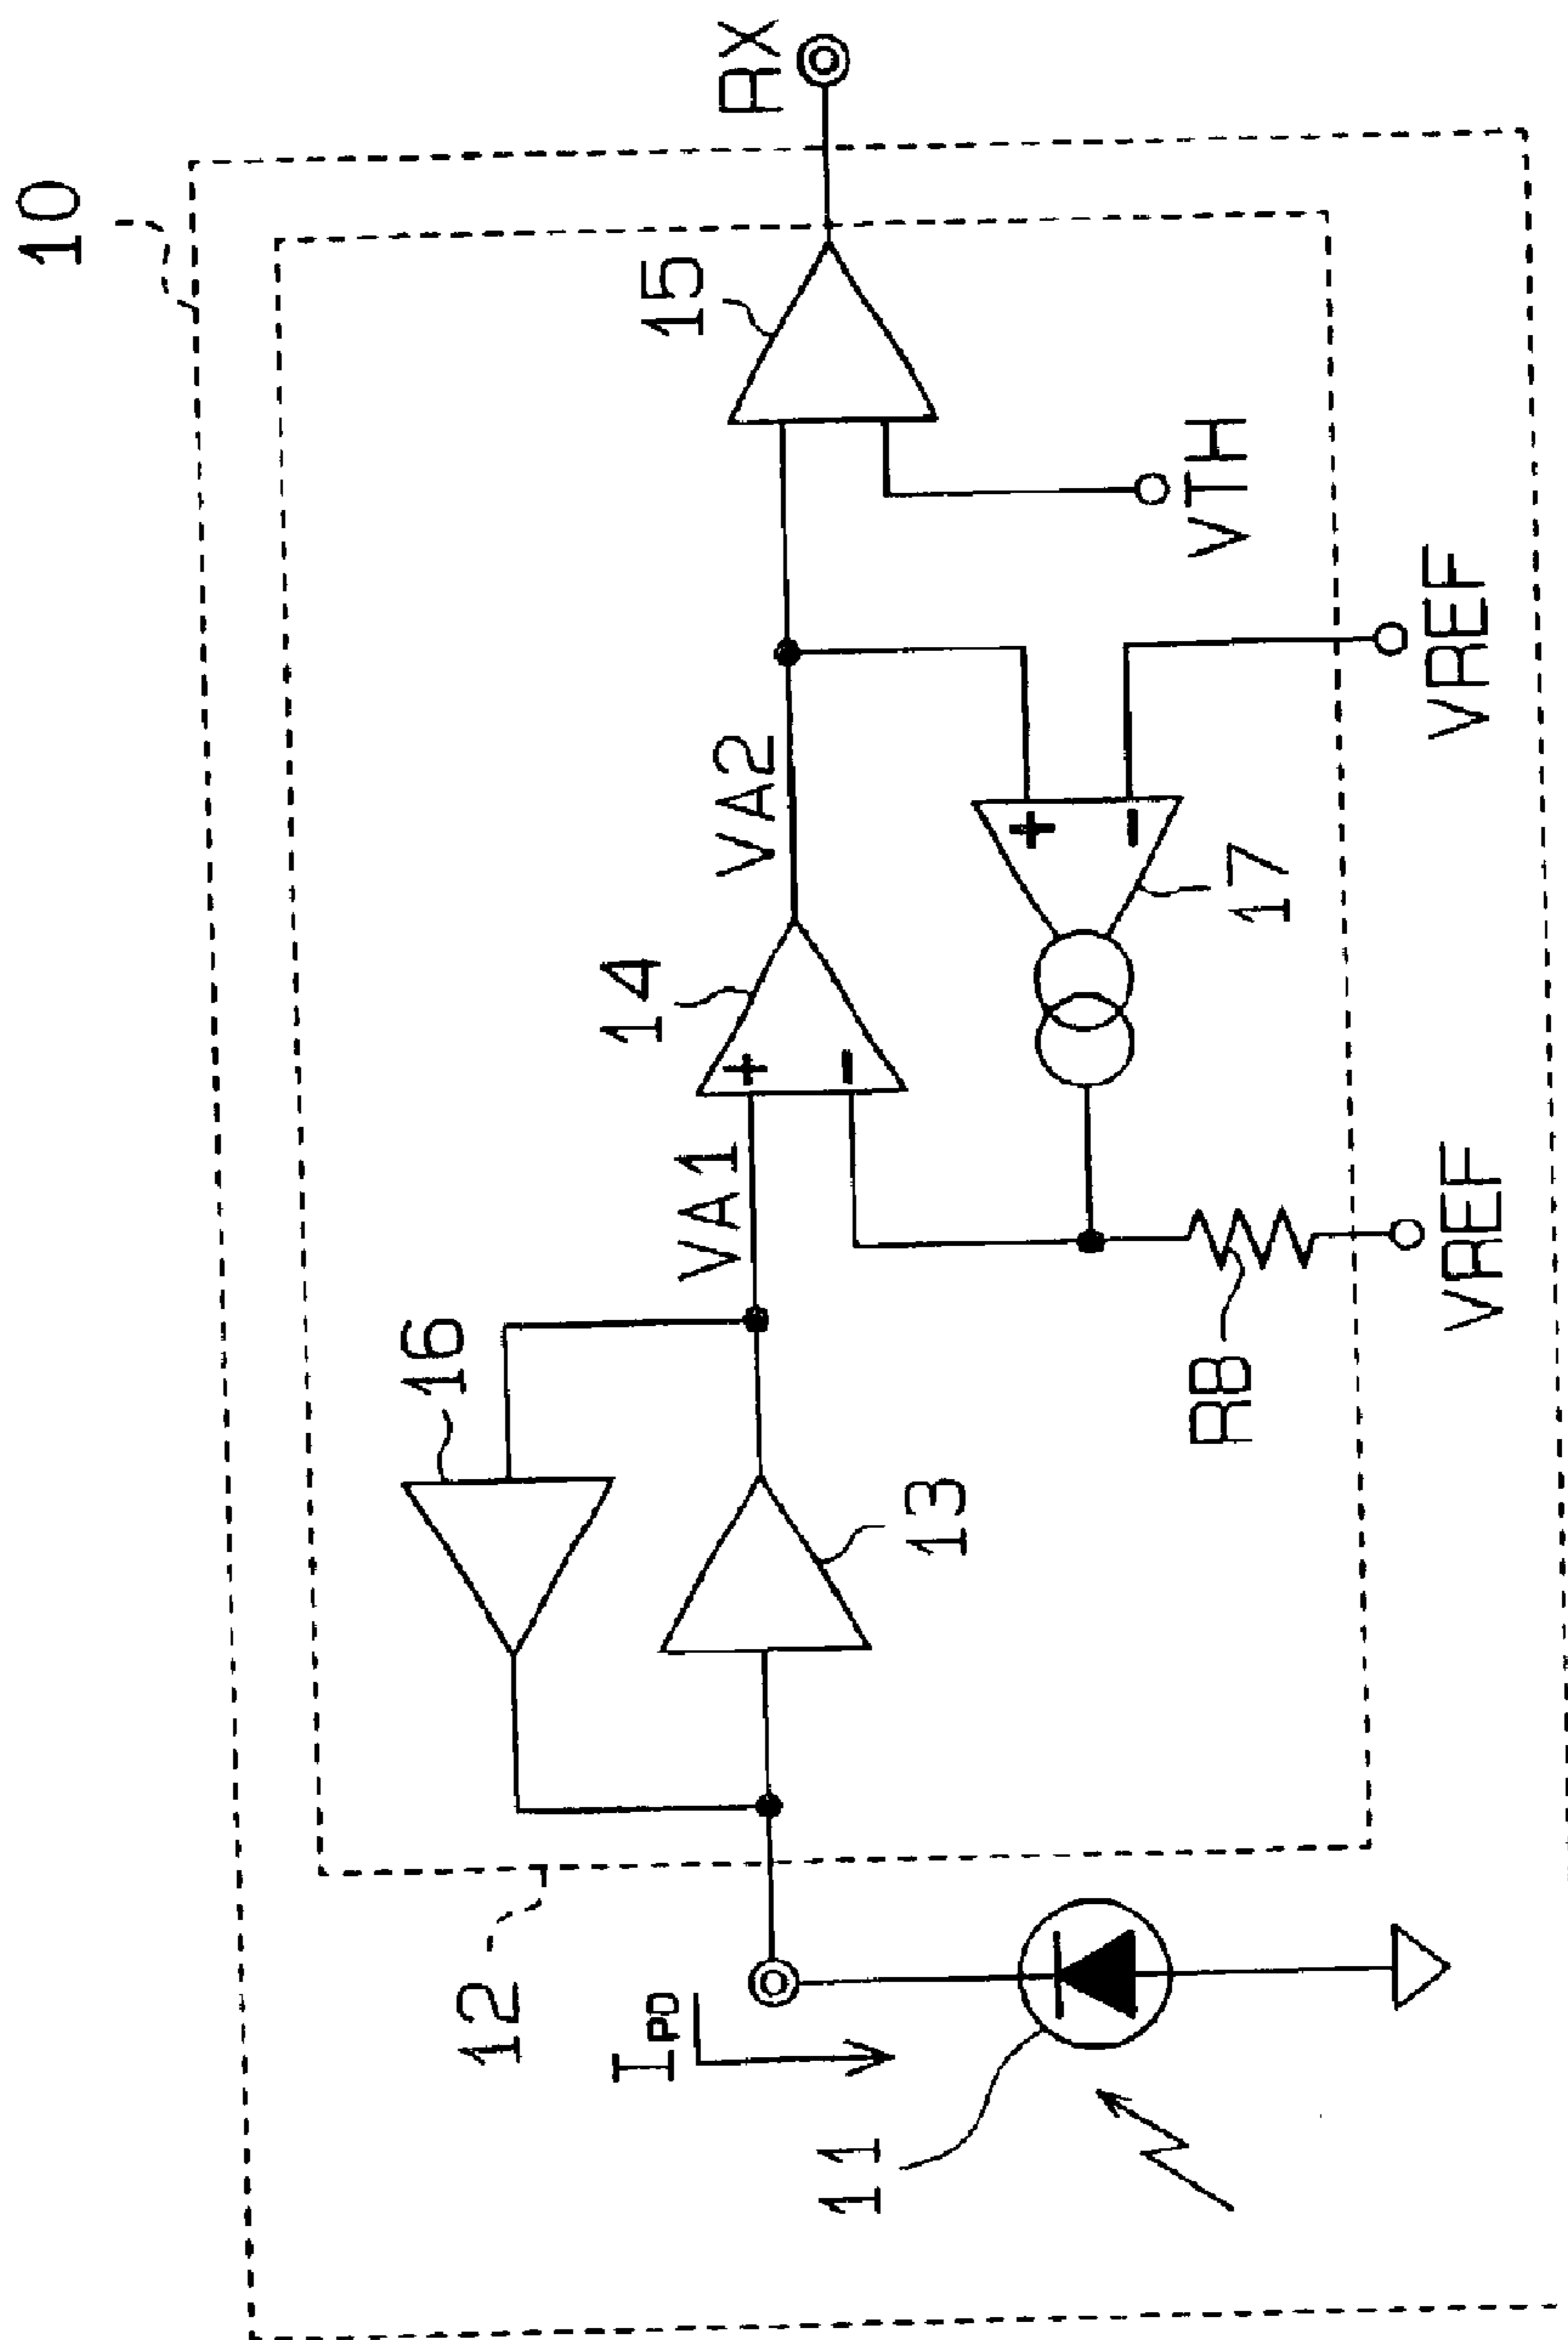 10
RX
15
VTH
VA2
14
VREF
17
VA1
16
13
RB
VREF
12
IPD
11
+
-
+
-